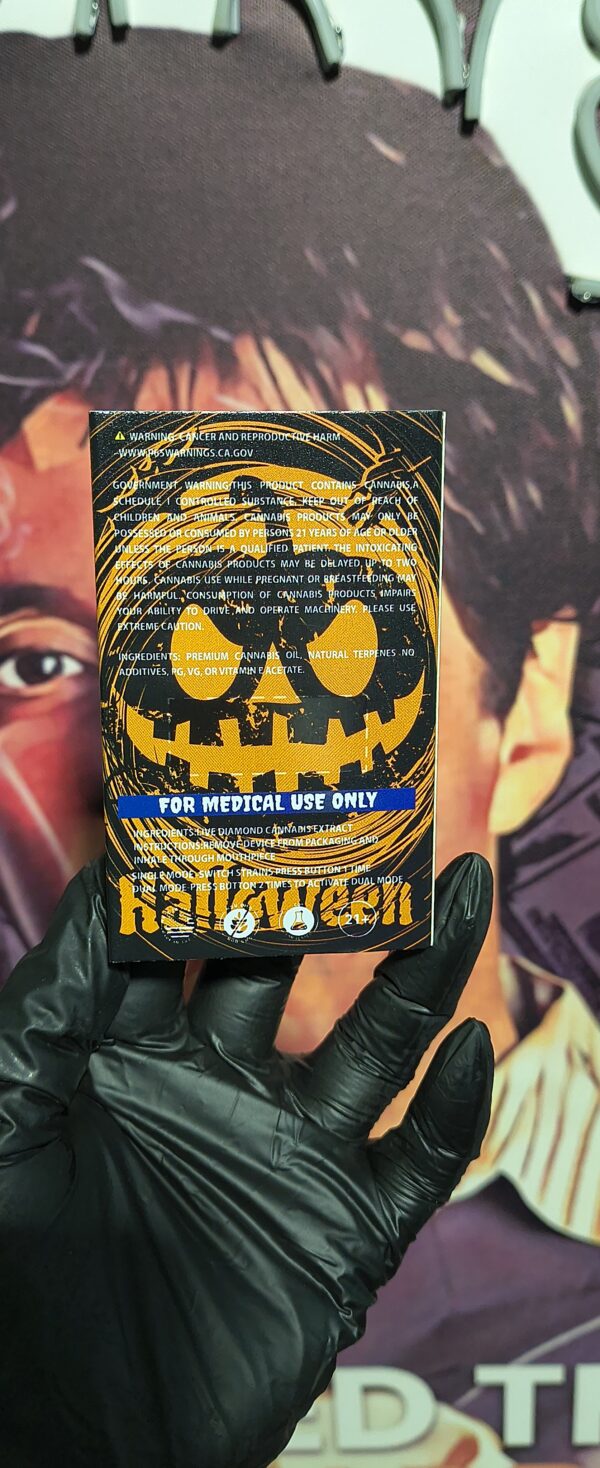 WARNING: CANCER AND REPRODUCTIVE HARM
-WWW.P65WARNINGS.CA.GOV
GOVERNMENT WARNING:THIS PRODUCT CONTAINS CANNABIS,A
SCHEDULE I CONTROLLED SUBSTANCE. KEEP OUT OF REACH OF
CHILDREN AND ANIMALS. CANNABIS PRODUCTS MAY ONLY BE
POSSESSED OR CONSUMED BY PERSONS 21 YEARS OF AGE OR OLDER
UNLESS THE PERSON IS A QUALIFIED PATIENT. THE INTOXICATING
EFFECTS OF CANNABIS PRODUCTS MAY BE DELAYED UP TO TWO
HOURS. CANNABIS USE WHILE PREGNANT OR BREASTFEEDING MAY
BE HARMFUL. CONSUMPTION OF CANNABIS PRODUCTS IMPAIRS
YOUR ABILITY TO DRIVE AND OPERATE MACHINERY. PLEASE USE
EXTREME CAUTION.
INGREDIENTS: PREMIUM CANNABIS OIL, NATURAL TERPENES .NO
ADDITIVES, PG, VG, OR VITAMIN E ACETATE.
FOR MEDICAL USE ONLY
INGREDIENTS:LIVE DIAMOND CANNABIS EXTRACT
INSTRUCTIONS:REMOVE DEVICE FROM PACKAGING AND
INHALE THROUGH MOUTHPIECE
SINGLE MODE: SWITCH STRAINS PRESS BUTTON 1 TIME
DUAL MODE: PRESS BUTTON 2 TIMES TO ACTIVATE DUAL MODE
halloween
21+
ED T